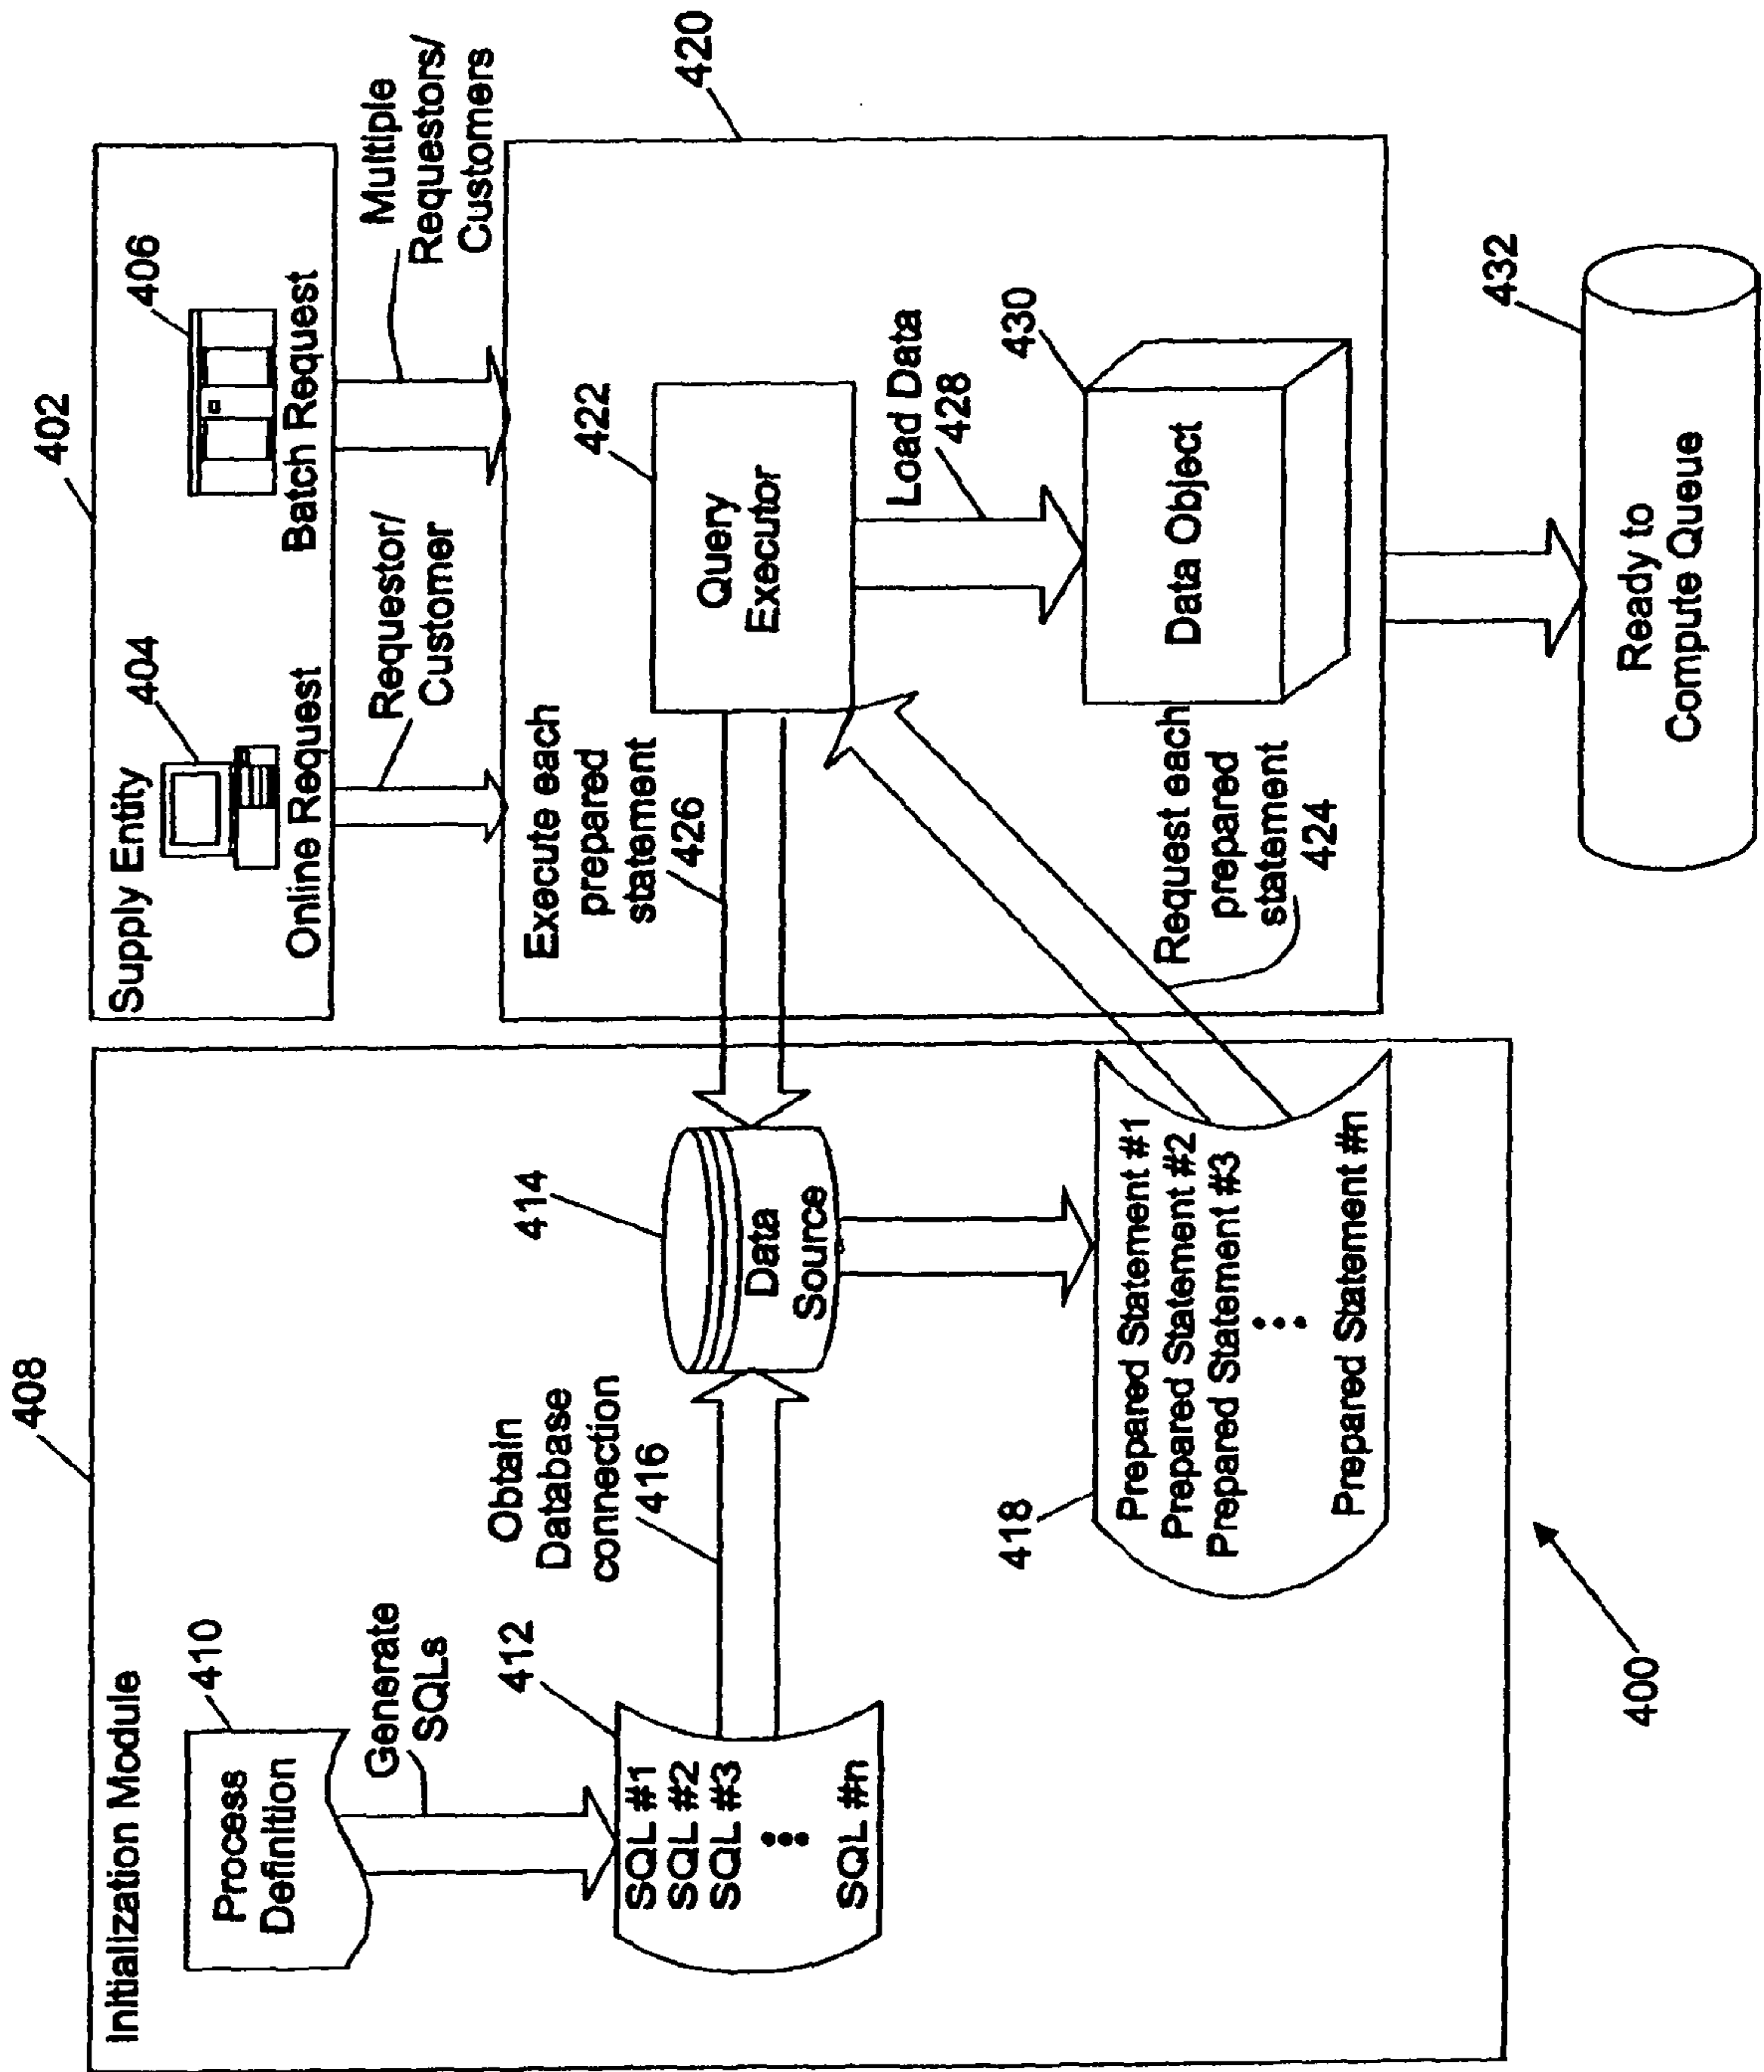 408
Initialization Module
Process
Definition
410
Generate
SQLs
412
SQL #1
SQL #2
SQL #3
SQL #n
Obtain
Database
connection
416
414
Data
Source
418
Prepared Statement #1
Prepared Statement #2
Prepared Statement #3
Prepared Statement #n
400
402
Supply Entity
404
Online Request
406
Batch Request
Requestor/
Customer
Multiple
Requestors/
Customers
420
Execute each
prepared
statement
426
422
Query
Executor
Load Data
428
430
Data Object
Request each
prepared
statement
424
432
Ready to
Compute Queue